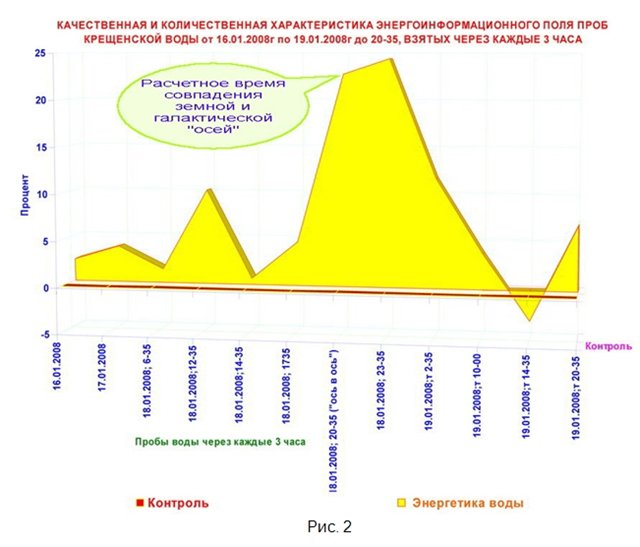 КАЧЕСТВЕННАЯ И КОЛИЧЕСТВЕННАЯ ХАРАКТЕРИСТИКА ЭНЕРГОИНФОРМАЦИОННОГО ПОЛЯ ПРОБ
КРЕЩЕНСКОЙ ВОДЫ от 16.01.2008г по 19.01.2008г до 20-35, ВЗЯТЫХ ЧЕРЕЗ КАЖДЫЕ 3 ЧАСА
Расчетное время
совпадения
земной и
галактической
"осей"
Процент
25
20
15
10
5
0
-5
Контроль
16.01.2008
17.01.2008
18.01.2008; 6-35
18.01.2008;12-35
18.01.2008;14-35
18.01.2008; 1735
18.01.2008; 20-35 ("ось в ось")
18.01.2008; 23-35
19.01.2008;т 2-35
19.01.2008;т 10-00
19.01.2008;т 14-35
19.01.2008;т 20-35
Пробы воды через каждые 3 часа
Контроль
Энергетика воды
Рис. 2